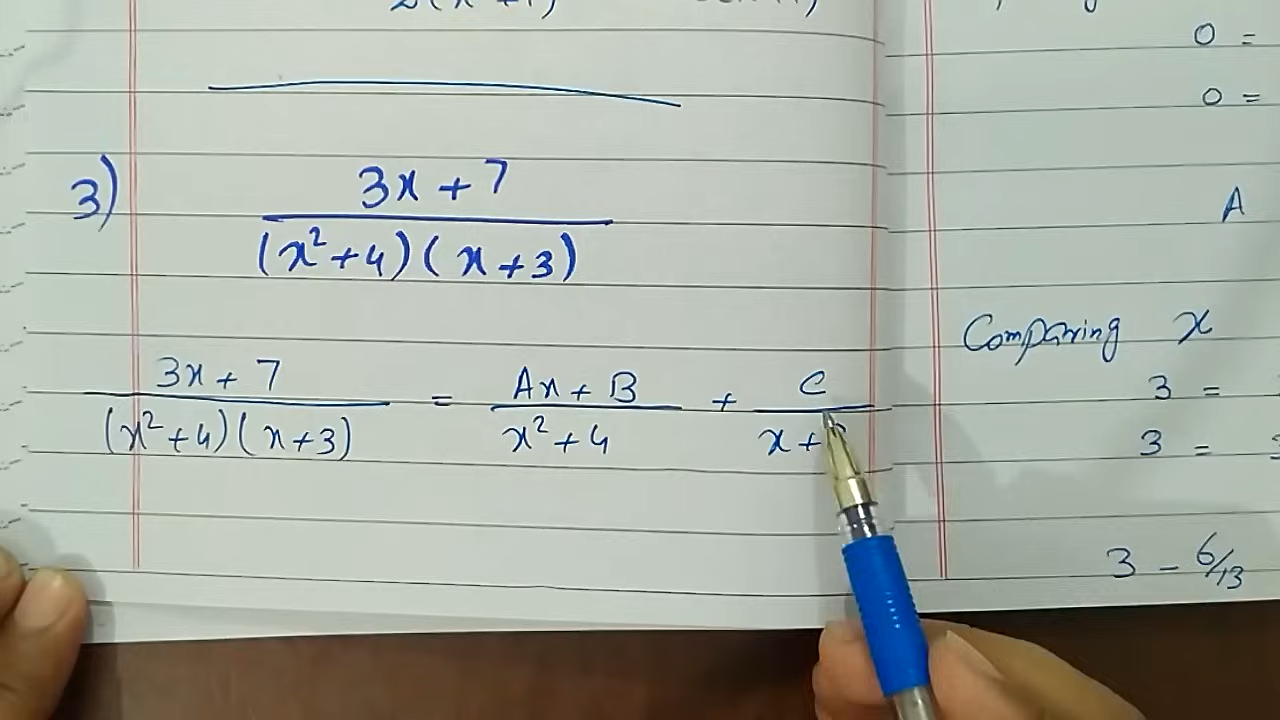 3) 3x + 7
(x² + 4)(x + 3)
3x + 7 / (x² + 4)(x + 3) = Ax + B / x² + 4 + C / x +
0 =
0 =
A
Comparing x
3 =
3 =
3 - 6/13